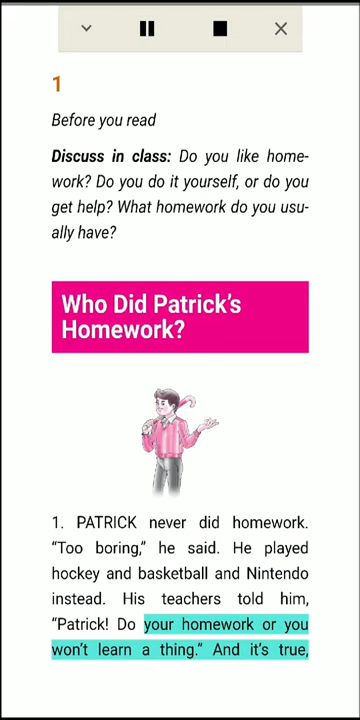 1
Before you read
Discuss in class: Do you like home-
work? Do you do it yourself, or do you
get help? What homework do you usu-
ally have?
Who Did Patrick's
Homework?
1. PATRICK never did homework.
“Too boring,” he said. He played
hockey and basketball and Nintendo
instead. His teachers told him,
“Patrick! Do your homework or you
won't learn a thing.” And it's true,